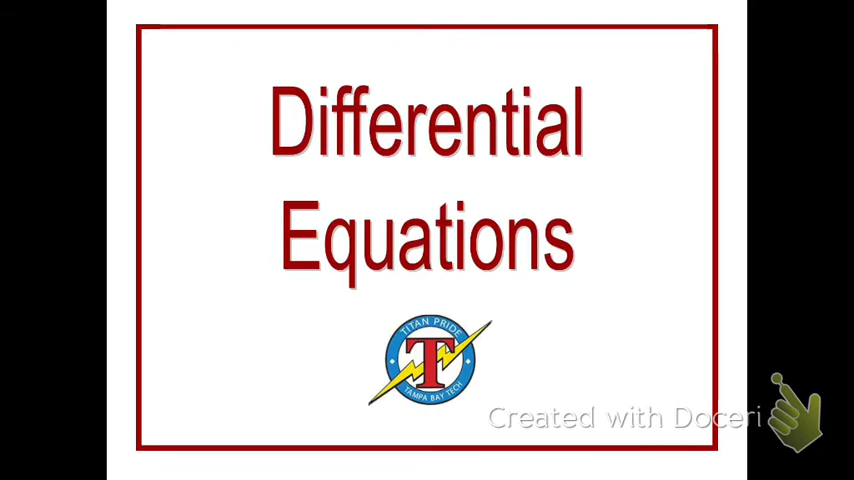 Differential
Equations
TITAN PRIDE
T
TAMPA BAY TECH
Created with Doceri